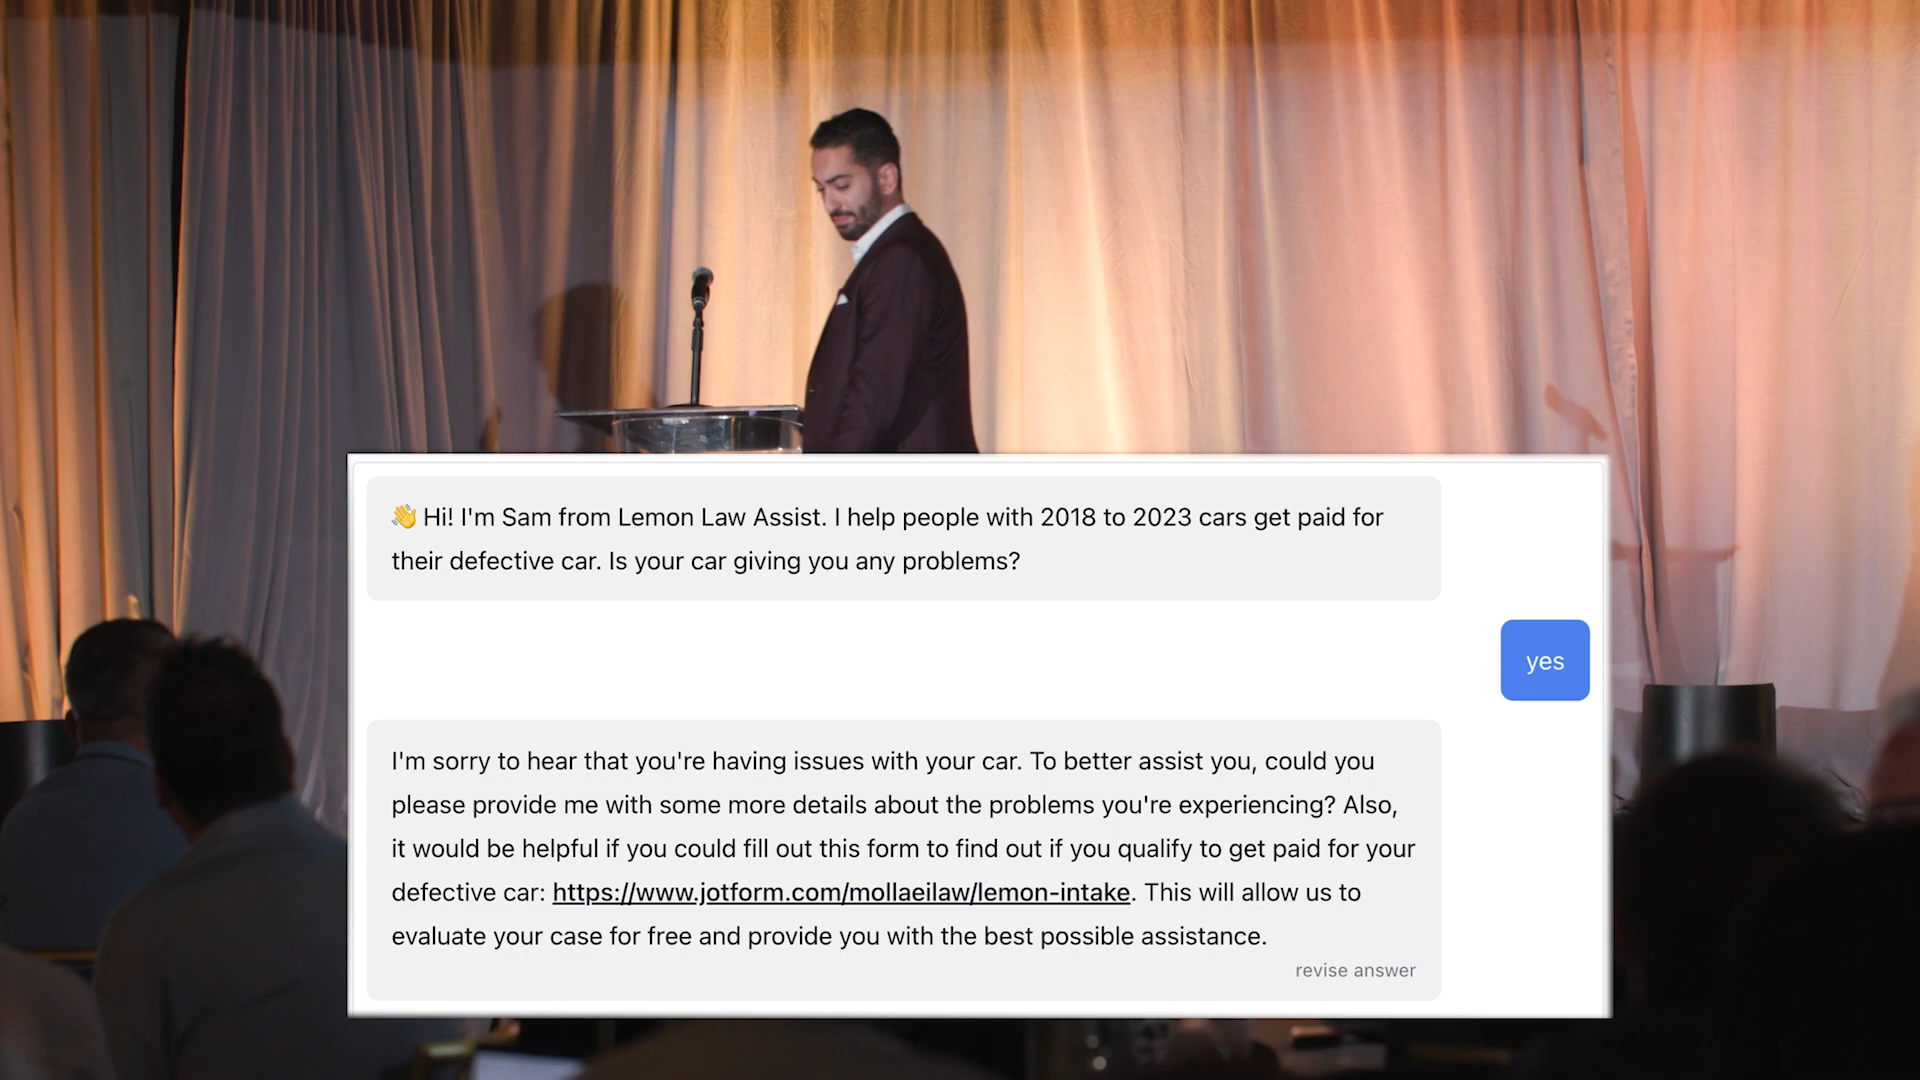 👋 Hi! I'm Sam from Lemon Law Assist. I help people with 2018 to 2023 cars get paid for
their defective car. Is your car giving you any problems?
yes
I'm sorry to hear that you're having issues with your car. To better assist you, could you
please provide me with some more details about the problems you're experiencing? Also,
it would be helpful if you could fill out this form to find out if you qualify to get paid for your
defective car: https://www.jotform.com/mollaeilaw/lemon-intake. This will allow us to
evaluate your case for free and provide you with the best possible assistance.
revise answer